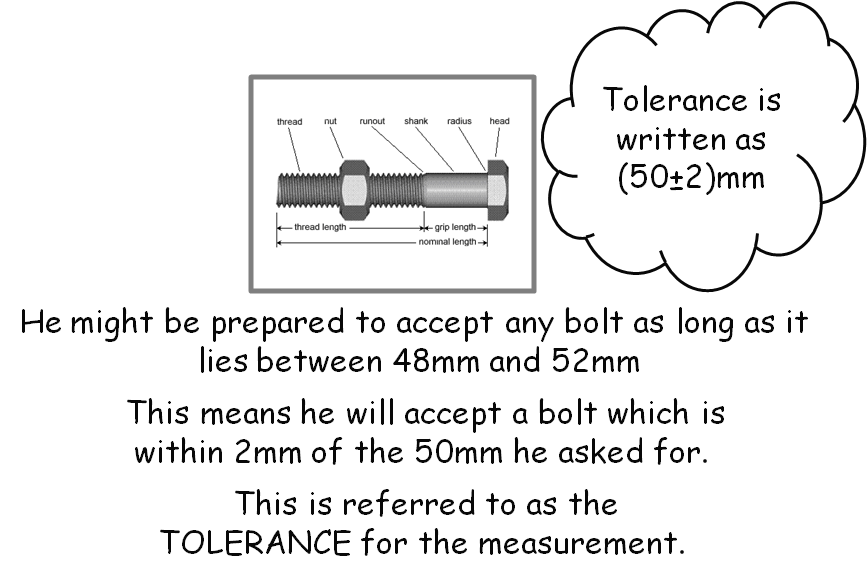 Tolerance is
written as
(50±2)mm
thread nut runout shank radius head
thread length grip length
nominal length
He might be prepared to accept any bolt as long as it
lies between 48mm and 52mm
This means he will accept a bolt which is
within 2mm of the 50mm he asked for.
This is referred to as the
TOLERANCE for the measurement.